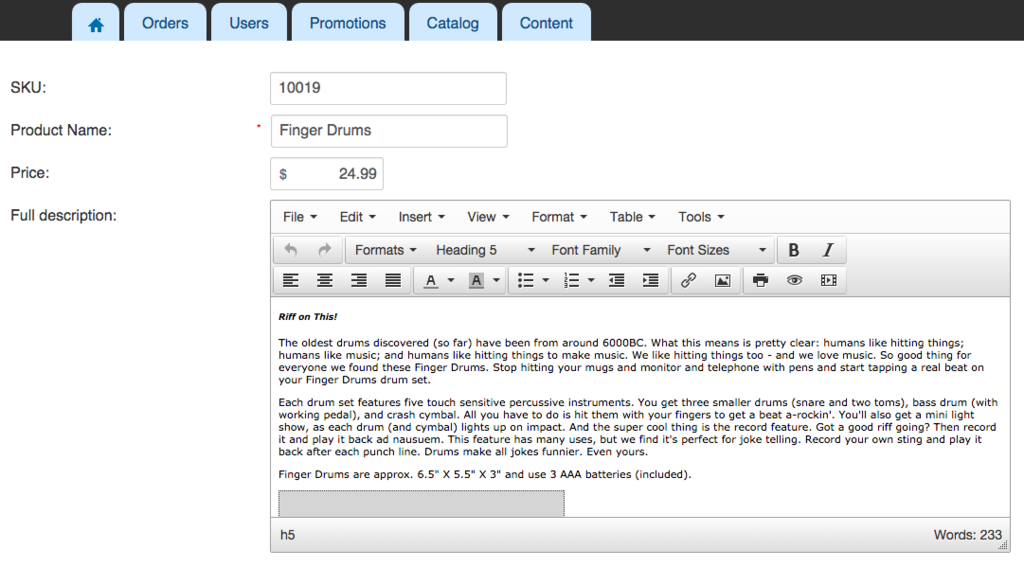 Orders Users Promotions Catalog Content
SKU: 10019
Product Name: * Finger Drums
Price: $ 24.99
Full description:
File Edit Insert View Format Table Tools
Formats Heading 5 Font Family Font Sizes B I
A A
Riff on This!
The oldest drums discovered (so far) have been from around 6000BC. What this means is pretty clear: humans like hitting things;
humans like music; and humans like hitting things to make music. We like hitting things too - and we love music. So good thing for
everyone we found these Finger Drums. Stop hitting your mugs and monitor and telephone with pens and start tapping a real beat on
your Finger Drums drum set.
Each drum set features five touch sensitive percussive instruments. You get three smaller drums (snare and two toms), bass drum (with
working pedal), and crash cymbal. All you have to do is hit them with your fingers to get a beat a-rockin'. You'll also get a mini light
show, as each drum (and cymbal) lights up on impact. And the super cool thing is the record feature. Got a good riff going? Then record
it and play it back ad nausuem. This feature has many uses, but we find it's perfect for joke telling. Record your own sting and play it
back after each punch line. Drums make all jokes funnier. Even yours.
Finger Drums are approx. 6.5" X 5.5" X 3" and use 3 AAA batteries (included).
h5 Words: 233